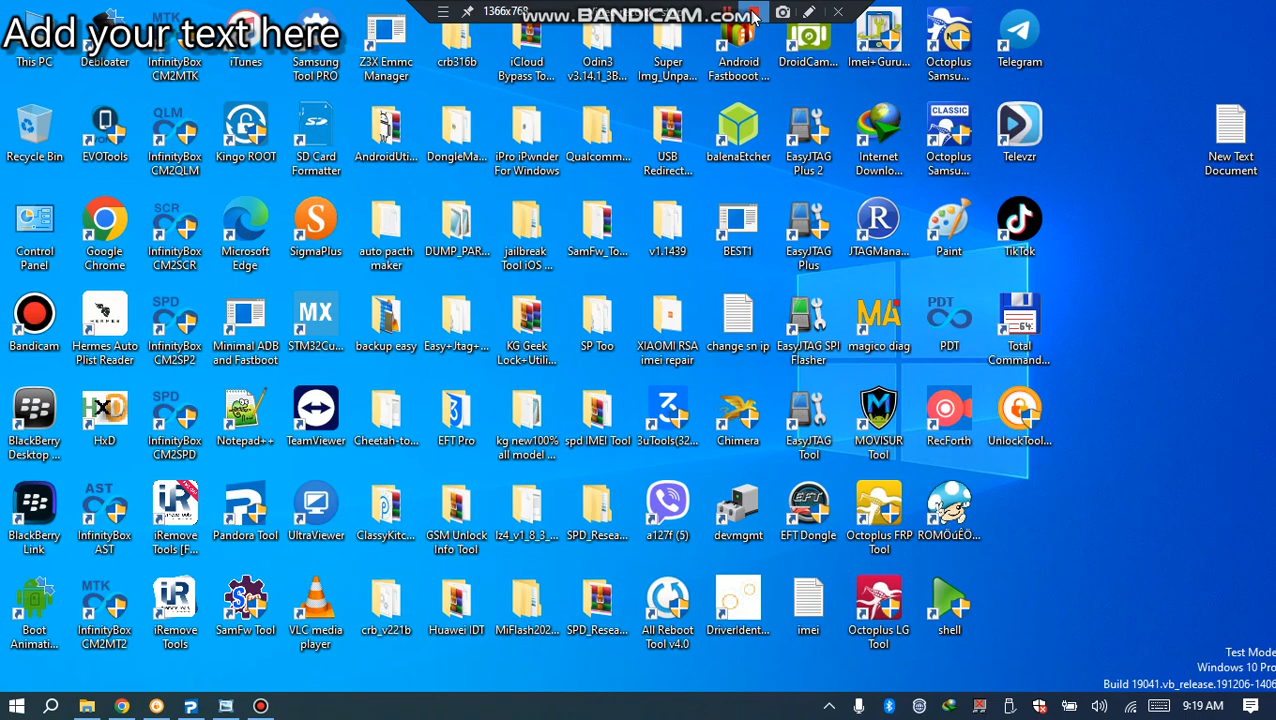 1366x768
www.BANDICAM.com
Add your text here
This PC
Debloater
InfinityBox
CM2MTK
iTunes
Samsung
Tool PRO
Z3X Emmc
Manager
crb316b
iCloud
Bypass To...
Odin3
v3.14.1_3B...
Super
Img_Unpa...
Android
Fastbooot ...
DroidCam...
Imei+Guru...
Octoplus
Samsu...
Telegram
Recycle Bin
EVOTools
InfinityBox
CM2QLM
Kingo ROOT
SD Card
Formatter
AndroidUti...
DongleMa...
iPro iPwnder
For Windows
Qualcomm...
USB
Redirect...
balenaEtcher
EasyJTAG
Plus 2
Internet
Downlo...
Octoplus
Samsu...
Televzr
New Text
Document
Control
Panel
Google
Chrome
InfinityBox
CM2SCR
Microsoft
Edge
SigmaPlus
auto pacth
maker
DUMP_PAR...
jailbreak
Tool iOS ...
SamFw_To...
v1.1439
BEST1
EasyJTAG
Plus
JTAGMana...
Paint
TikTok
Bandicam
Hermes Auto
Plist Reader
InfinityBox
CM2SP2
Minimal ADB
and Fastboot
STM32Cu...
backup easy
Easy+Jtag+...
KG Geek
Lock+Utili...
SP Too
XIAOMI RSA
imei repair
change sn ip
EasyJTAG SPI
Flasher
magico diag
PDT
Total
Comman...
BlackBerry
Desktop ...
HxD
InfinityBox
CM2SPD
Notepad++
TeamViewer
Cheetah-to...
EFT Pro
kg new100%
all model ...
spd IMEI Tool
3uTools(32...
Chimera
EasyJTAG
Tool
MOVISUR
Tool
RecForth
UnlockTool...
BlackBerry
Link
InfinityBox
AST
iRemove
Tools [F...
Pandora Tool
UltraViewer
ClassyKitc...
GSM Unlock
Info Tool
lz4_v1_8_3_...
SPD_Resea...
a127f (5)
devmgmt
EFT Dongle
Octoplus FRP
Tool
ROMÖúÊÖ...
Boot
Animati...
InfinityBox
CM2MT2
iRemove
Tools
SamFw Tool
VLC media
player
crb_v221b
Huawei IDT
MiFlash202...
SPD_Resea...
All Reboot
Tool v4.0
DriverIdent...
imei
Octoplus LG
Tool
shell
Test Mode
Windows 10 Pro
Build 19041.vb_release.191206-1406
9:19 AM